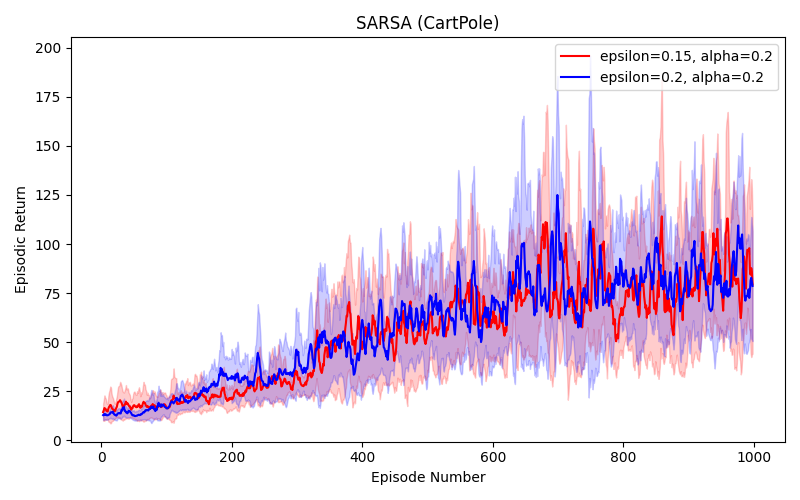 SARSA (CartPole)
epsilon=0.15, alpha=0.2
epsilon=0.2, alpha=0.2
Episodic Return
200
175
150
125
100
75
50
25
0
0 200 400 600 800 1000
Episode Number